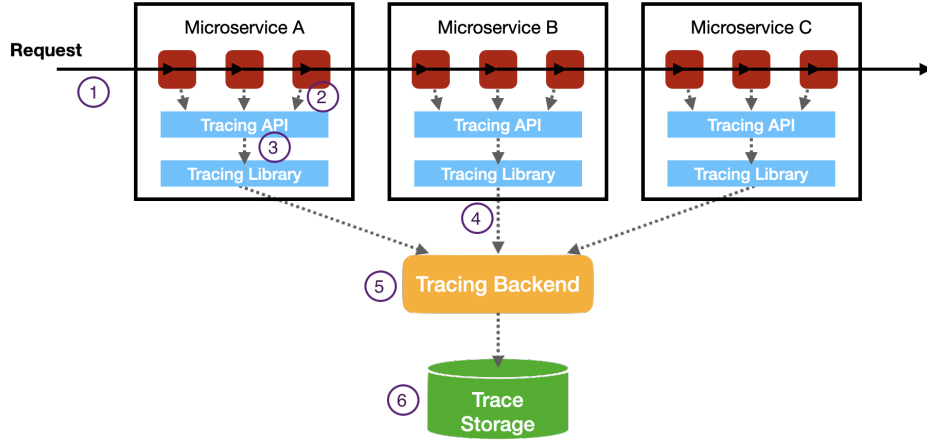 Microservice A
Microservice B
Microservice C
Request
1
2
Tracing API
Tracing API
Tracing API
3
Tracing Library
Tracing Library
Tracing Library
4
5
Tracing Backend
6
Trace
Storage